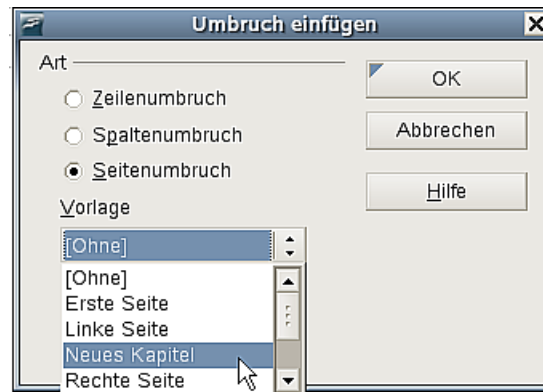 Umbruch einfügen
Art
Zeilenumbruch
Spaltenumbruch
Seitenumbruch
Vorlage
[Ohne]
[Ohne]
Erste Seite
Linke Seite
Neues Kapitel
Rechte Seite
OK
Abbrechen
Hilfe